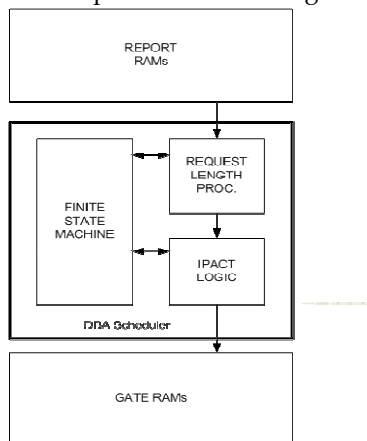 REPORT
RAMs
REQUEST
LENGTH
PROC.
FINITE
STATE
MACHINE
IPACT
LOGIC
DBA Scheduler
GATE RAMs